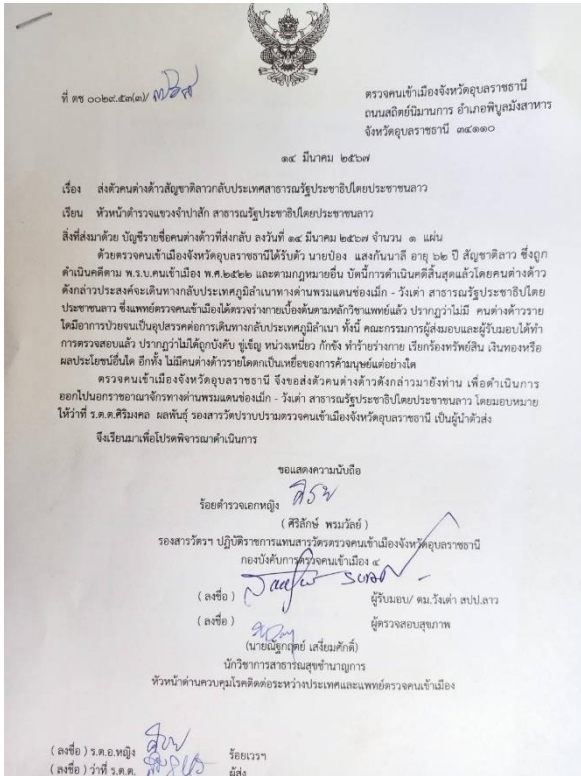 ที่ ตช ๐๐๒๙.๕๓(๓)/
ตรวจคนเข้าเมืองจังหวัดอุบลราชธานี
ถนนสถิตย์นิมานการ อำเภอพิบูลมังสาหาร
จังหวัดอุบลราชธานี ๓๔๑๑๐
๑๔ มีนาคม ๒๕๖๗
เรื่อง ส่งตัวคนต่างด้าวสัญชาติลาวกลับประเทศสาธารณรัฐประชาธิปไตยประชาชนลาว
เรียน หัวหน้าตำรวจแขวงจำปาสัก สาธารณรัฐประชาธิปไตยประชาชนลาว
สิ่งที่ส่งมาด้วย บัญชีรายชื่อคนต่างด้าวที่ส่งกลับ ลงวันที่ ๑๔ มีนาคม ๒๕๖๗ จำนวน ๑ แผ่น
ด้วยตรวจคนเข้าเมืองจังหวัดอุบลราชธานีได้รับตัว นายป่อง แสงกันนาลี อายุ ๖๒ ปี สัญชาติลาว ซึ่งถูก
ดำเนินคดีตาม พ.ร.บ.คนเข้าเมือง พ.ศ.๒๕๒๒ และตามกฎหมายอื่น บัดนี้การดำเนินคดีสิ้นสุดแล้วโดยคนต่างด้าว
ดังกล่าวประสงค์จะเดินทางกลับประเทศภูมิลำเนาทางด่านพรมแดนช่องเม็ก - วังเต่า สาธารณรัฐประชาธิปไตย
ประชาชนลาว ซึ่งแพทย์ตรวจคนเข้าเมืองได้ตรวจร่างกายเบื้องต้นตามหลักวิชาแพทย์แล้ว ปรากฏว่าไม่มี คนต่างด้าวราย
ใดมีอาการป่วยจนเป็นอุปสรรคต่อการเดินทางกลับประเทศภูมิลำเนา ทั้งนี้ คณะกรรมการผู้ส่งมอบและผู้รับมอบได้ทำ
การตรวจสอบแล้ว ปรากฏว่าไม่ได้ถูกบังคับ ขู่เข็ญ หน่วงเหนี่ยว กักขัง ทำร้ายร่างกาย เรียกร้องทรัพย์สิน เงินทองหรือ
ผลประโยชน์อื่นใด อีกทั้ง ไม่มีคนต่างด้าวรายใดตกเป็นเหยื่อของการค้ามนุษย์แต่อย่างใด
ตรวจคนเข้าเมืองจังหวัดอุบลราชธานี จึงขอส่งตัวคนต่างด้าวดังกล่าวมายังท่าน เพื่อดำเนินการ
ออกไปนอกราชอาณาจักรทางด่านพรมแดนช่องเม็ก - วังเต่า สาธารณรัฐประชาธิปไตยประชาชนลาว โดยมอบหมาย
ให้ว่าที่ ร.ต.ต.ศิริมงคล ผลพันธุ์ รองสารวัตปราบปรามตรวจคนเข้าเมืองจังหวัดอุบลราชธานี เป็นผู้นำตัวส่ง
จึงเรียนมาเพื่อโปรดพิจารณาดำเนินการ
ขอแสดงความนับถือ
ร้อยตำรวจเอกหญิง
( ศิริลักษ์ พรมวัลย์ )
รองสารวัตรฯ ปฏิบัติราชการแทนสารวัตรตรวจคนเข้าเมืองจังหวัดอุบลราชธานี
กองบังคับการตรวจคนเข้าเมือง ๔
( ลงชื่อ ) ผู้รับมอบ/ ตม.วังเต่า สปป.ลาว
( ลงชื่อ ) ผู้ตรวจสอบสุขภาพ
(นายณัฐกฤตย์ เสงี่ยมศักดิ์)
นักวิชาการสาธารณสุขชำนาญการ
หัวหน้าด่านควบคุมโรคติดต่อระหว่างประเทศและแพทย์ตรวจคนเข้าเมือง
( ลงชื่อ ) ร.ต.อ.หญิง ร้อยเวรฯ
( ลงชื่อ ) ว่าที่ ร.ต.ต. ผู้ส่ง